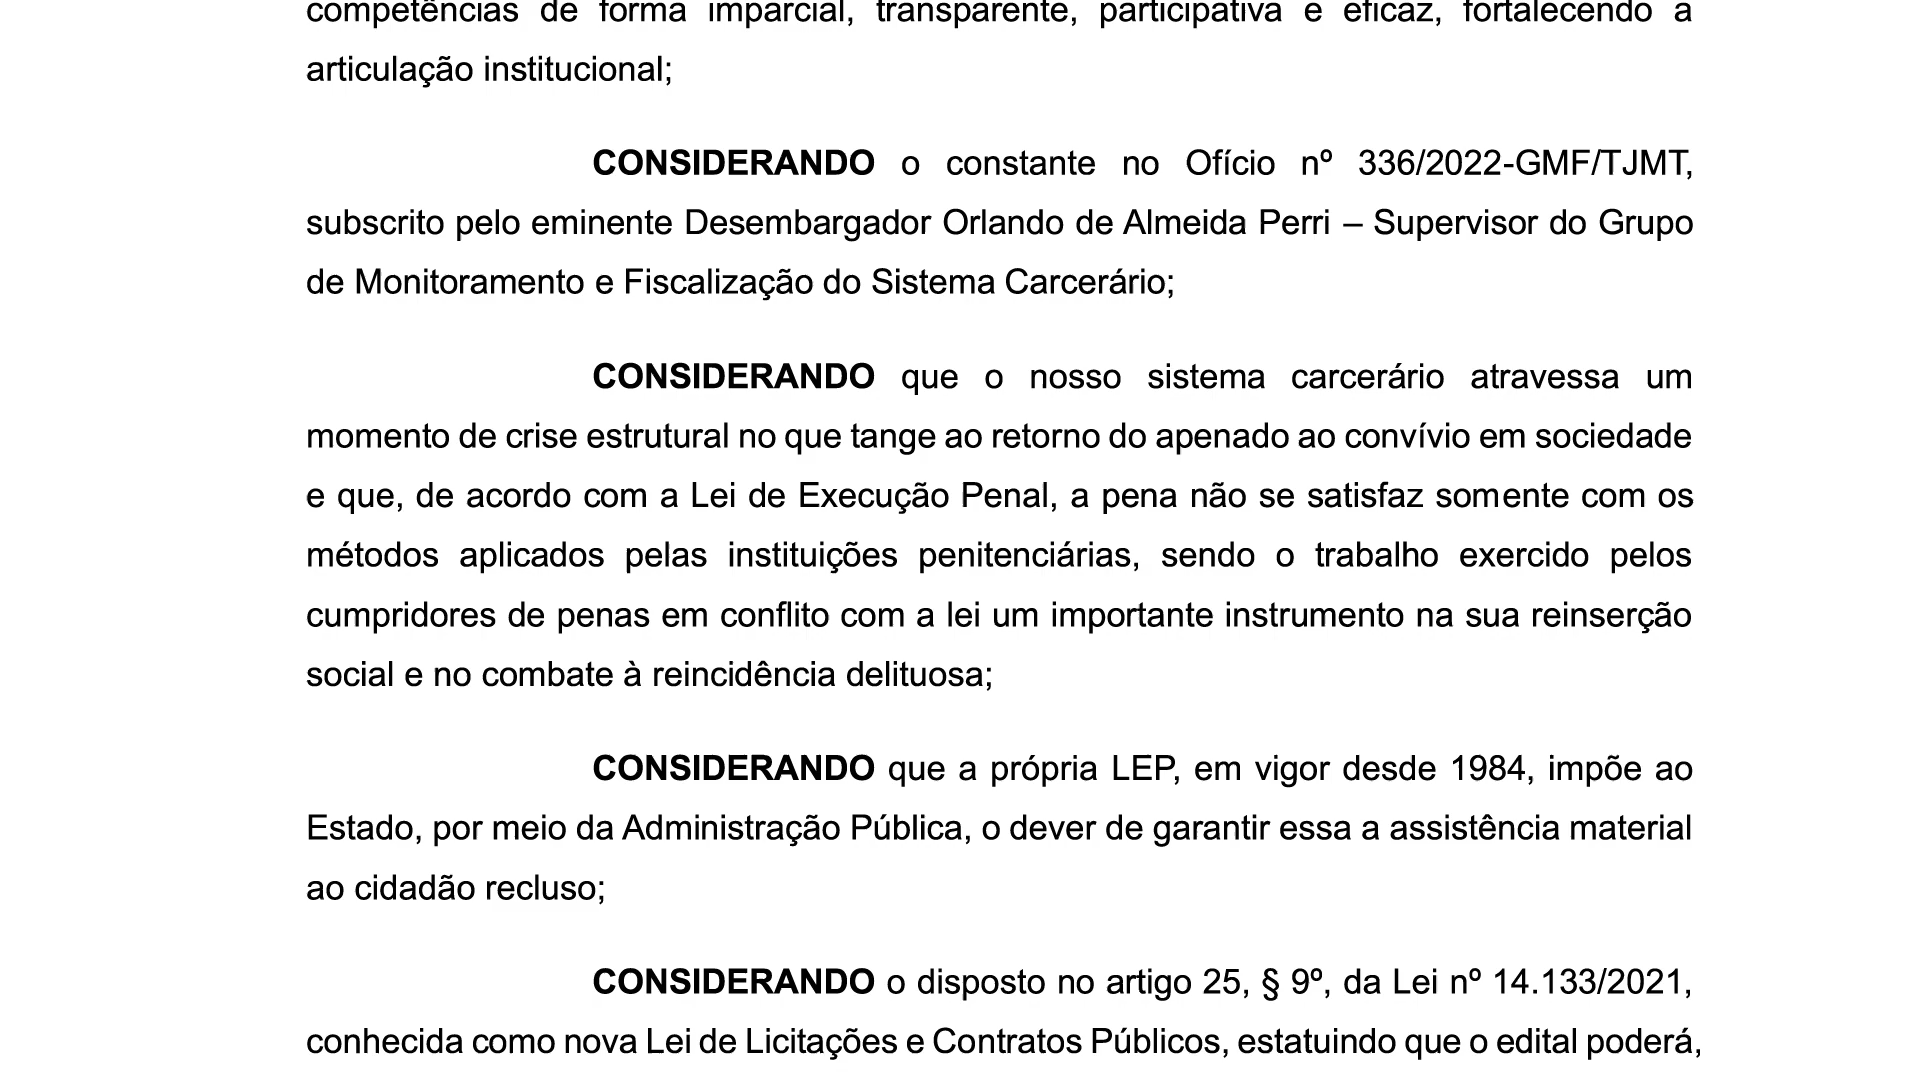 competências de forma imparcial, transparente, participativa e eficaz, fortalecendo a
articulação institucional;
CONSIDERANDO o constante no Ofício nº 336/2022-GMF/TJMT,
subscrito pelo eminente Desembargador Orlando de Almeida Perri – Supervisor do Grupo
de Monitoramento e Fiscalização do Sistema Carcerário;
CONSIDERANDO que o nosso sistema carcerário atravessa um
momento de crise estrutural no que tange ao retorno do apenado ao convívio em sociedade
e que, de acordo com a Lei de Execução Penal, a pena não se satisfaz somente com os
métodos aplicados pelas instituições penitenciárias, sendo o trabalho exercido pelos
cumpridores de penas em conflito com a lei um importante instrumento na sua reinserção
social e no combate à reincidência delituosa;
CONSIDERANDO que a própria LEP, em vigor desde 1984, impõe ao
Estado, por meio da Administração Pública, o dever de garantir essa a assistência material
ao cidadão recluso;
CONSIDERANDO o disposto no artigo 25, § 9º, da Lei nº 14.133/2021,
conhecida como nova Lei de Licitações e Contratos Públicos, estatuindo que o edital poderá,